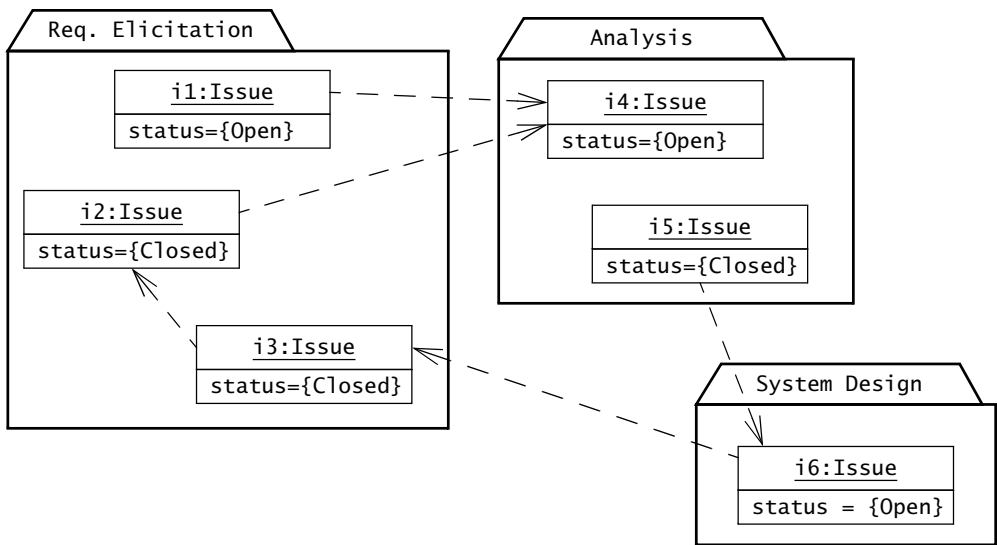 Req. Elicitation
i1:Issue
status={Open}
i2:Issue
status={Closed}
i3:Issue
status={Closed}
Analysis
i4:Issue
status={Open}
i5:Issue
status={Closed}
System Design
i6:Issue
status = {Open}